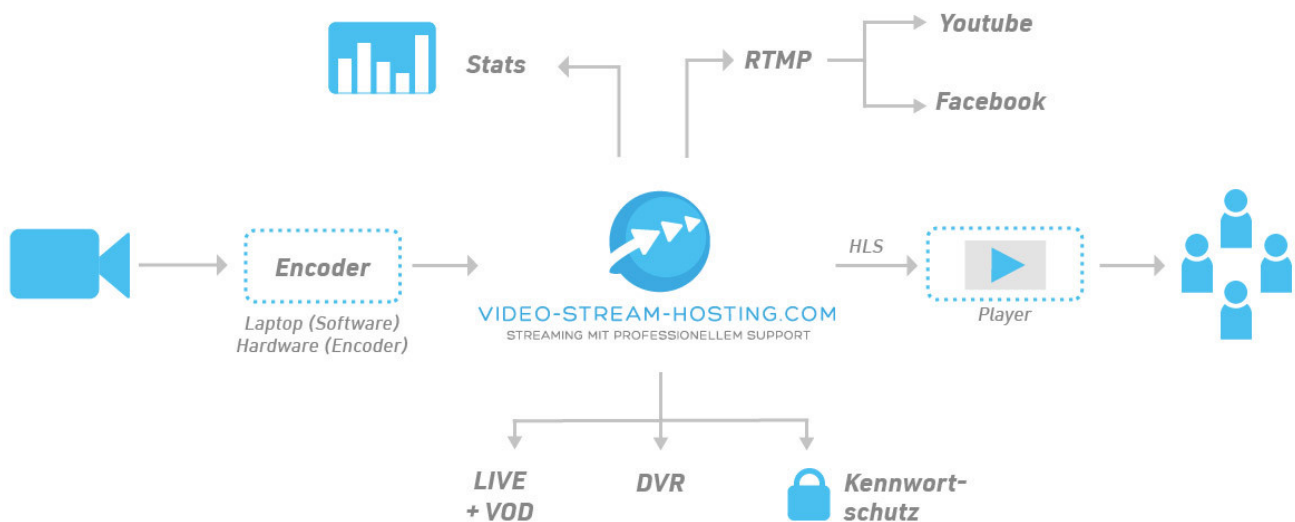 Youtube
Stats
RTMP
Facebook
Encoder
HLS
Laptop (Software)
Hardware (Encoder)
VIDEO-STREAM-HOSTING.COM
STREAMING MIT PROFESSIONELLEM SUPPORT
Player
LIVE
+ VOD
DVR
Kennwort-
schutz